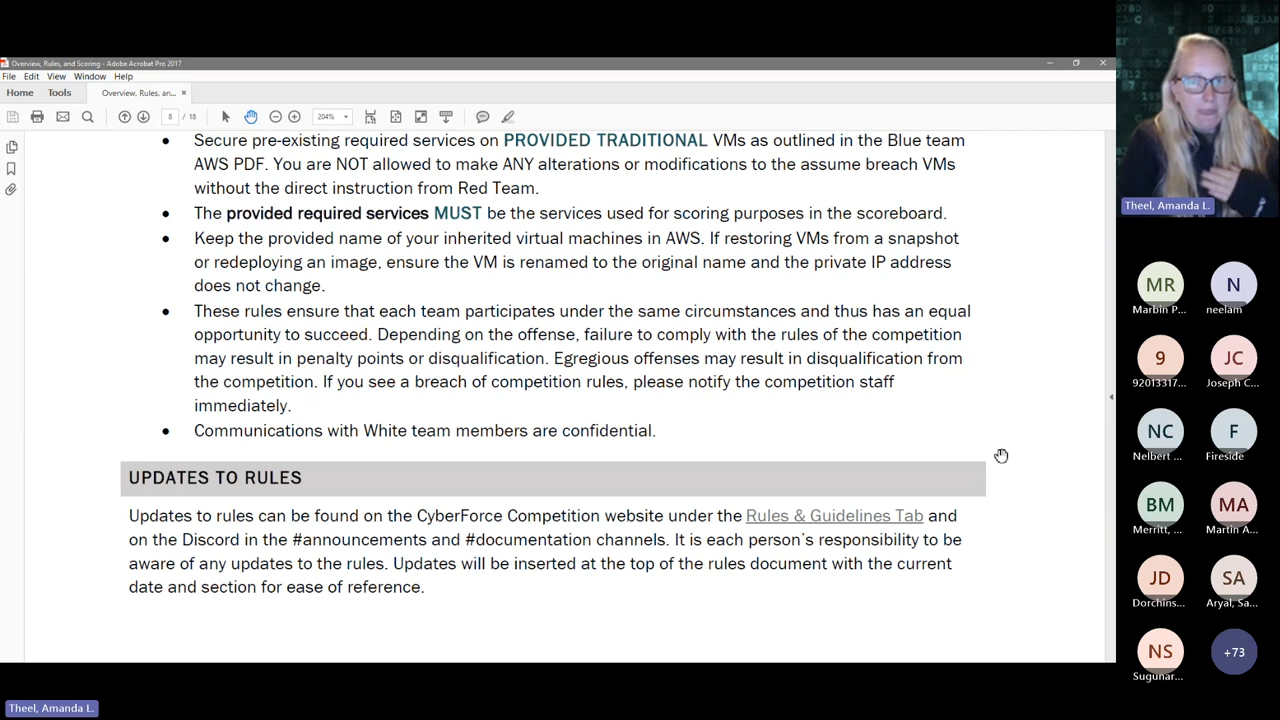 Overview, Rules, and Scoring - Adobe Acrobat Pro 2017
File Edit View Window Help
Home Tools Overview, Rules, an... ×
8 / 18 204%
• Secure pre-existing required services on PROVIDED TRADITIONAL VMs as outlined in the Blue team
AWS PDF. You are NOT allowed to make ANY alterations or modifications to the assume breach VMs
without the direct instruction from Red Team.
• The provided required services MUST be the services used for scoring purposes in the scoreboard.
• Keep the provided name of your inherited virtual machines in AWS. If restoring VMs from a snapshot
or redeploying an image, ensure the VM is renamed to the original name and the private IP address
does not change.
• These rules ensure that each team participates under the same circumstances and thus has an equal
opportunity to succeed. Depending on the offense, failure to comply with the rules of the competition
may result in penalty points or disqualification. Egregious offenses may result in disqualification from
the competition. If you see a breach of competition rules, please notify the competition staff
immediately.
• Communications with White team members are confidential.
UPDATES TO RULES
Updates to rules can be found on the CyberForce Competition website under the Rules & Guidelines Tab and
on the Discord in the #announcements and #documentation channels. It is each person's responsibility to be
aware of any updates to the rules. Updates will be inserted at the top of the rules document with the current
date and section for ease of reference.
Theel, Amanda L.
MR N
Marbin P... neelam
9 JC
92013317... Joseph C...
NC F
Nelbert ... Fireside
BM MA
Merritt, ... Martin A...
JD SA
Dorchins... Aryal, Sa...
NS +73
Sugunar...
Theel, Amanda L.